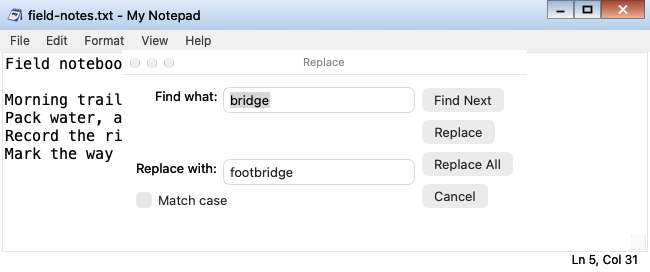 field-notes.txt - My Notepad
File Edit Format View Help
Field
Replace
Morning trail
Find what: bridge Find Next
Pack water,
Replace
Record the
Mark the way
Replace with: footbridge Replace All
Match case Cancel
Ln 5, Col 31